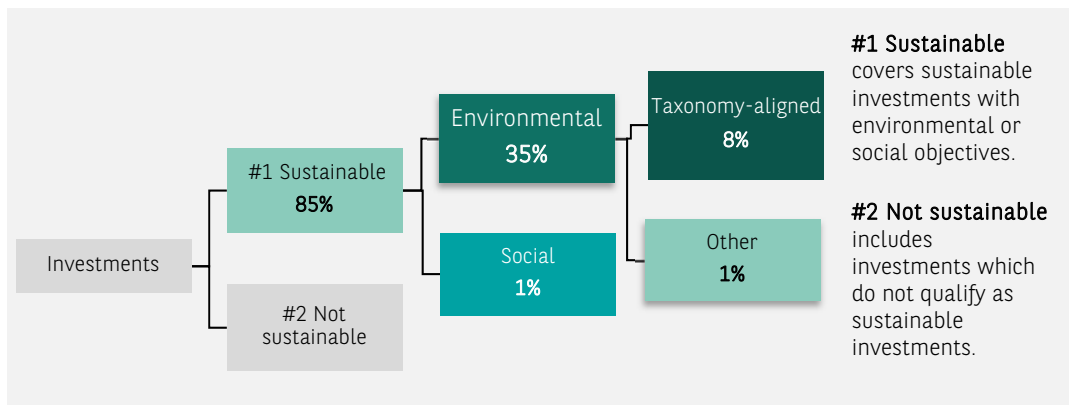 Investments
#1 Sustainable
85%
#2 Not
sustainable
Environmental
35%
Social
1%
Taxonomy-aligned
8%
Other
1%
#1 Sustainable
covers sustainable
investments with
environmental or
social objectives.
#2 Not sustainable
includes
investments which
do not qualify as
sustainable
investments.